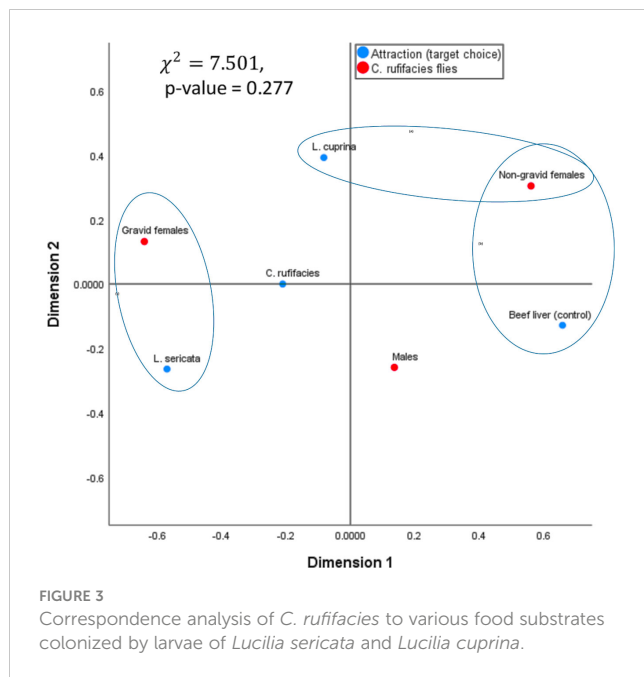 χ² = 7.501,
p-value = 0.277
Attraction (target choice)
C. rufifacies flies
0.6
0.4
0.2
0.0000
-0.2
-0.4
-0.6
Dimension 2
L. cuprina
Non-gravid females
Gravid females
C. rufifacies
Beef liver (control)
L. sericata
Males
-0.6
-0.4
-0.2
0.0000
0.2
0.4
0.6
Dimension 1
FIGURE 3
Correspondence analysis of C. rufifacies to various food substrates
colonized by larvae of Lucilia sericata and Lucilia cuprina.